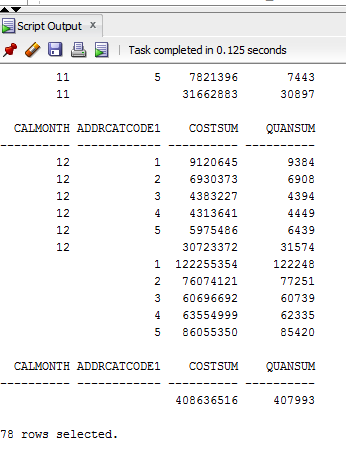 Script Output x
Task completed in 0.125 seconds
11 5 7821396 7443
11 31662883 30897
CALMONTH ADDRCATCODE1 COSTSUM QUANSUM
---------- ------------ ---------- ----------
12 1 9120645 9384
12 2 6930373 6908
12 3 4383227 4394
12 4 4313641 4449
12 5 5975486 6439
12 30723372 31574
1 122255354 122248
2 76074121 77251
3 60696692 60739
4 63554999 62335
5 86055350 85420
CALMONTH ADDRCATCODE1 COSTSUM QUANSUM
---------- ------------ ---------- ----------
408636516 407993
78 rows selected.